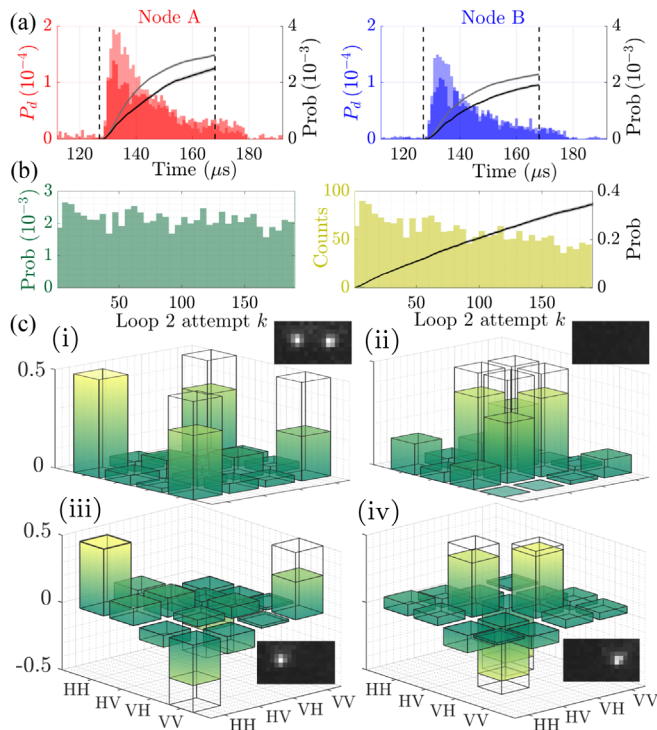 (a)
Node A
Node B
P_d (10⁻⁴)
2
1
0
120 140 160 180
Time (μs)
4
2
0
Prob (10⁻³)
P_d (10⁻⁴)
2
1
0
120 140 160 180
Time (μs)
4
2
0
Prob (10⁻³)
(b)
Prob (10⁻³)
3
2
1
0
50 100 150
Loop 2 attempt k
Counts
100
50
0
50 100 150
Loop 2 attempt k
0.4
0.2
0
Prob
(c)
(i)
(ii)
0.5
0
(iii)
(iv)
0.5
0
-0.5
HH HV VH VV
HH HV VH VV
HH HV VH VV
HH HV VH VV